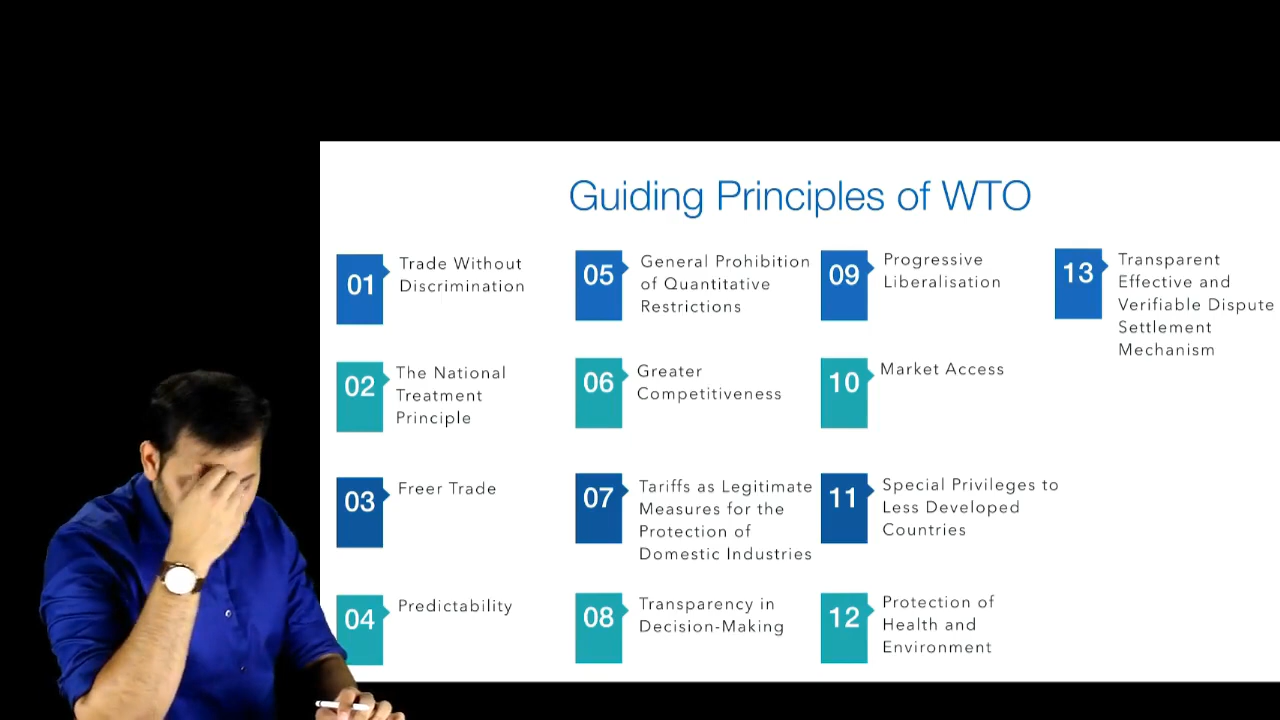 Guiding Principles of WTO
01
Trade Without
Discrimination
02
The National
Treatment
Principle
03
Freer Trade
04
Predictability
05
General Prohibition
of Quantitative
Restrictions
06
Greater
Competitiveness
07
Tariffs as Legitimate
Measures for the
Protection of
Domestic Industries
08
Transparency in
Decision-Making
09
Progressive
Liberalisation
10
Market Access
11
Special Privileges to
Less Developed
Countries
12
Protection of
Health and
Environment
13
Transparent
Effective and
Verifiable Dispute
Settlement
Mechanism